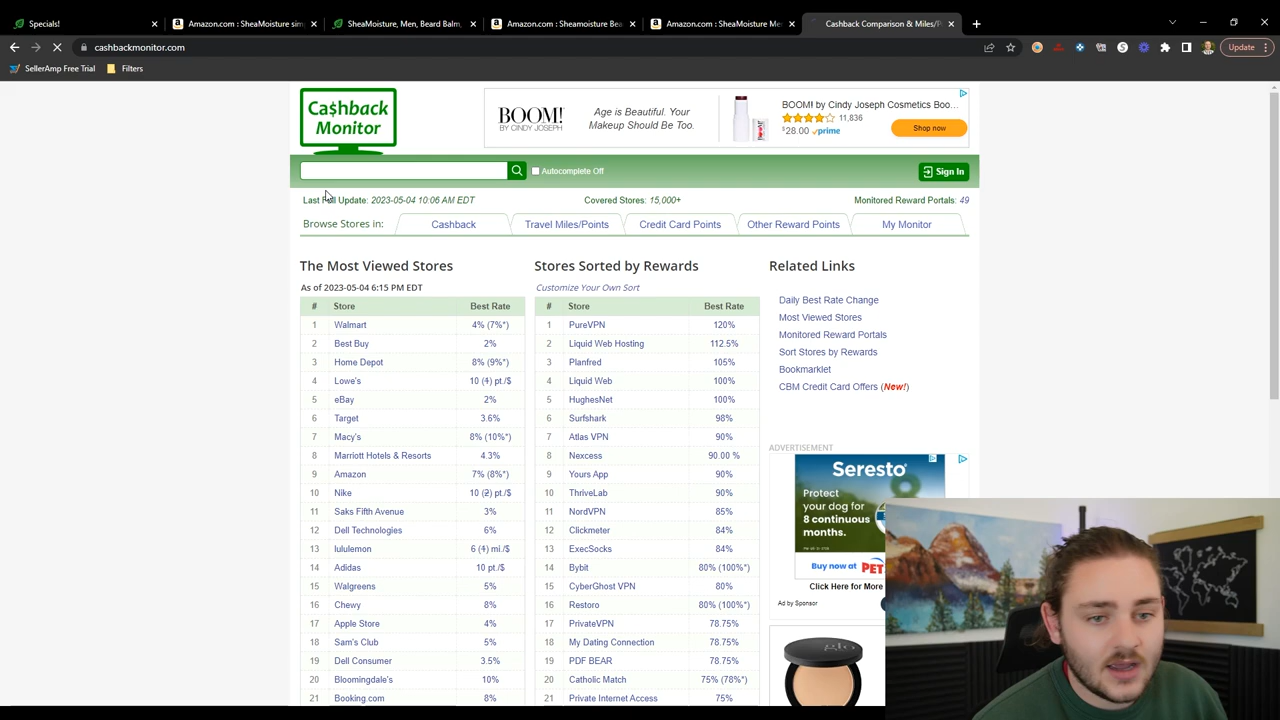 Specials!
Amazon.com : SheaMoisture sim
SheaMoisture, Men, Beard Balm,
Amazon.com : Sheamoisture Bea
Amazon.com : SheaMoisture Me
Cashback Comparison & Miles/P
cashbackmonitor.com
Update
SellerAmp Free Trial
Filters
Ca$hback
Monitor
BOOM!
BY CINDY JOSEPH
Age is Beautiful. Your
Makeup Should Be Too.
BOOM! by Cindy Joseph Cosmetics Boo...
11,836
$28.00 prime
Shop now
Autocomplete Off
Sign In
Last Full Update: 2023-05-04 10:06 AM EDT
Covered Stores: 15,000+
Monitored Reward Portals: 49
Browse Stores in:
Cashback
Travel Miles/Points
Credit Card Points
Other Reward Points
My Monitor
The Most Viewed Stores
As of 2023-05-04 6:15 PM EDT
# Store Best Rate
1 Walmart 4% (7%*)
2 Best Buy 2%
3 Home Depot 8% (9%*)
4 Lowe's 10 (4) pt./$
5 eBay 2%
6 Target 3.6%
7 Macy's 8% (10%*)
8 Marriott Hotels & Resorts 4.3%
9 Amazon 7% (8%*)
10 Nike 10 (2) pt./$
11 Saks Fifth Avenue 3%
12 Dell Technologies 6%
13 lululemon 6 (4) mi./$
14 Adidas 10 pt./$
15 Walgreens 5%
16 Chewy 8%
17 Apple Store 4%
18 Sam's Club 5%
19 Dell Consumer 3.5%
20 Bloomingdale's 10%
21 Booking.com 8%
Stores Sorted by Rewards
Customize Your Own Sort
# Store Best Rate
1 PureVPN 120%
2 Liquid Web Hosting 112.5%
3 Planfred 105%
4 Liquid Web 100%
5 HughesNet 100%
6 Surfshark 98%
7 Atlas VPN 90%
8 Nexcess 90.00 %
9 Yours App 90%
10 ThriveLab 90%
11 NordVPN 85%
12 Clickmeter 84%
13 ExecSocks 84%
14 Bybit 80% (100%*)
15 CyberGhost VPN 80%
16 Restoro 80% (100%*)
17 PrivateVPN 78.75%
18 My Dating Connection 78.75%
19 PDF BEAR 78.75%
20 Catholic Match 75% (78%*)
21 Private Internet Access 75%
Related Links
Daily Best Rate Change
Most Viewed Stores
Monitored Reward Portals
Sort Stores by Rewards
Bookmarklet
CBM Credit Card Offers (New!)
ADVERTISEMENT
Seresto
Protect
your dog for
8 continuous
months.
Buy now at PET
Click Here for More
Ad by Sponsor
glo